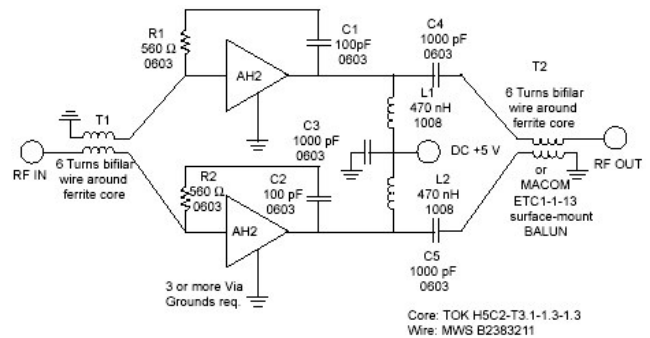 R1
560 Ω
0603
C1
100pF
0603
C4
1000 pF
0603
T2
AH2
6 Turns bifilar
wire around
ferrite core
T1
L1
470 nH
1008
C3
1000 pF
0603
DC +5 V
RF IN
6 Turns bifilar
wire around
ferrite core
RF OUT
or
MACOM
ETC1-1-13
surface-mount
BALUN
R2
560 Ω
0603
C2
100 pF
0603
L2
470 nH
1008
AH2
C5
1000 pF
0603
3 or more Via
Grounds req.
Core: TOK H5C2-T3.1-1.3-1.3
Wire: MWS B2383211